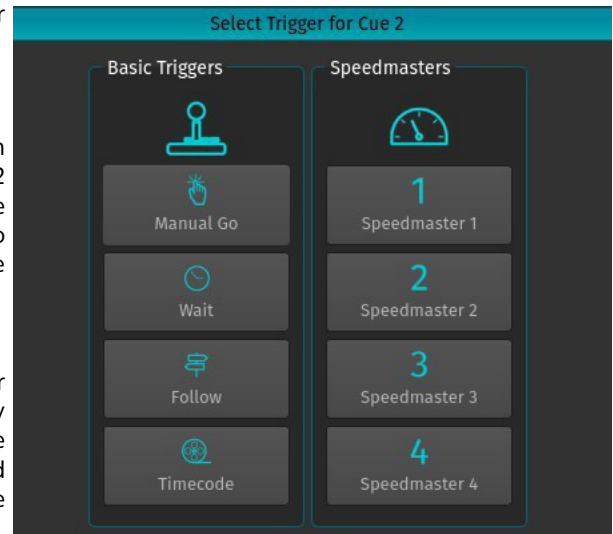 Select Trigger for Cue 2
Basic Triggers
Manual Go
Wait
Follow
Timecode
Speedmasters
1
Speedmaster 1
2
Speedmaster 2
3
Speedmaster 3
4
Speedmaster 4